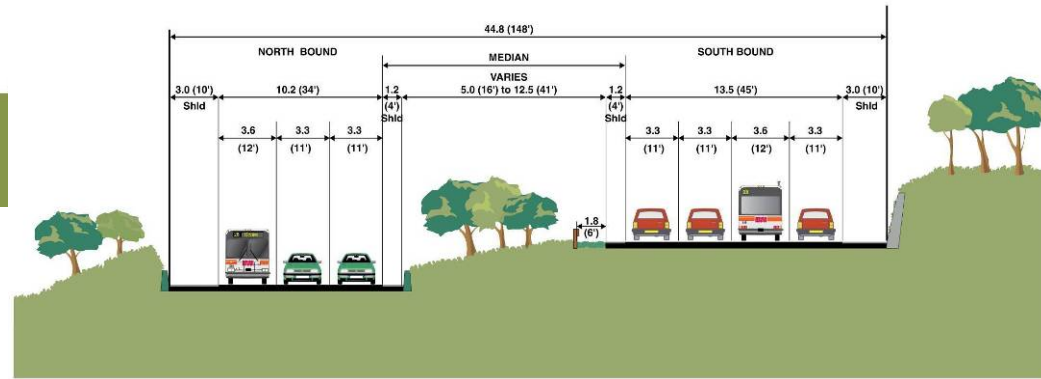 44.8 (148')
NORTH BOUND
SOUTH BOUND
MEDIAN
VARIES
3.0 (10')
Shld
10.2 (34')
1.2
(4')
Shld
5.0 (16') to 12.5 (41')
1.2
(4')
Shld
13.5 (45')
3.0 (10')
Shld
3.6
(12')
3.3
(11')
3.3
(11')
3.3
(11')
3.3
(11')
3.6
(12')
3.3
(11')
1.8
(6')